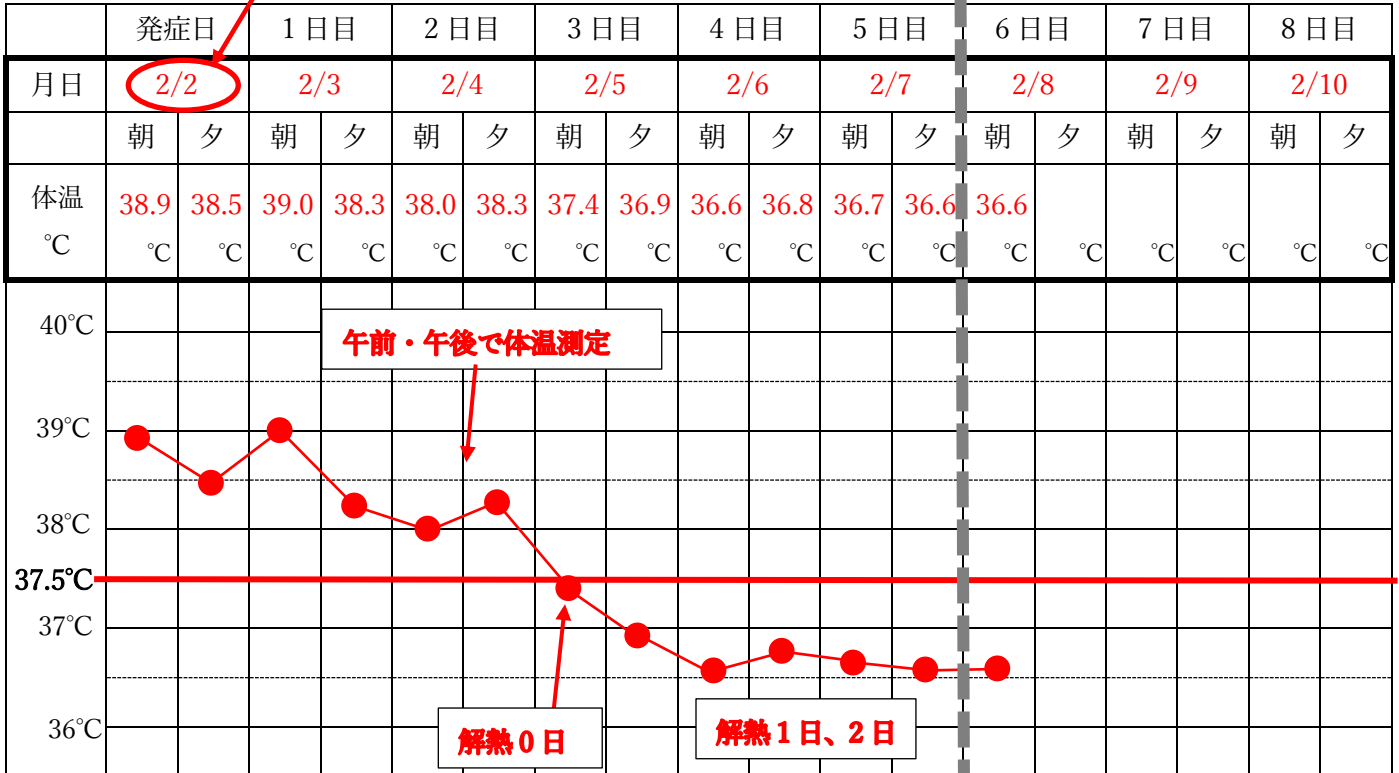 発症日 1日目 2日目 3日目 4日目 5日目 6日目 7日目 8日目
月日 2/2 2/3 2/4 2/5 2/6 2/7 2/8 2/9 2/10
朝 夕 朝 夕 朝 夕 朝 夕 朝 夕 朝 夕 朝 夕 朝 夕 朝 夕
体温 38.9 38.5 39.0 38.3 38.0 38.3 37.4 36.9 36.6 36.8 36.7 36.6 36.6
℃ ℃ ℃ ℃ ℃ ℃ ℃ ℃ ℃ ℃ ℃ ℃ ℃ ℃ ℃ ℃ ℃ ℃
40℃
午前・午後で体温測定
39℃
38℃
37.5℃
37℃
36℃
解熱0日
解熱1日、2日